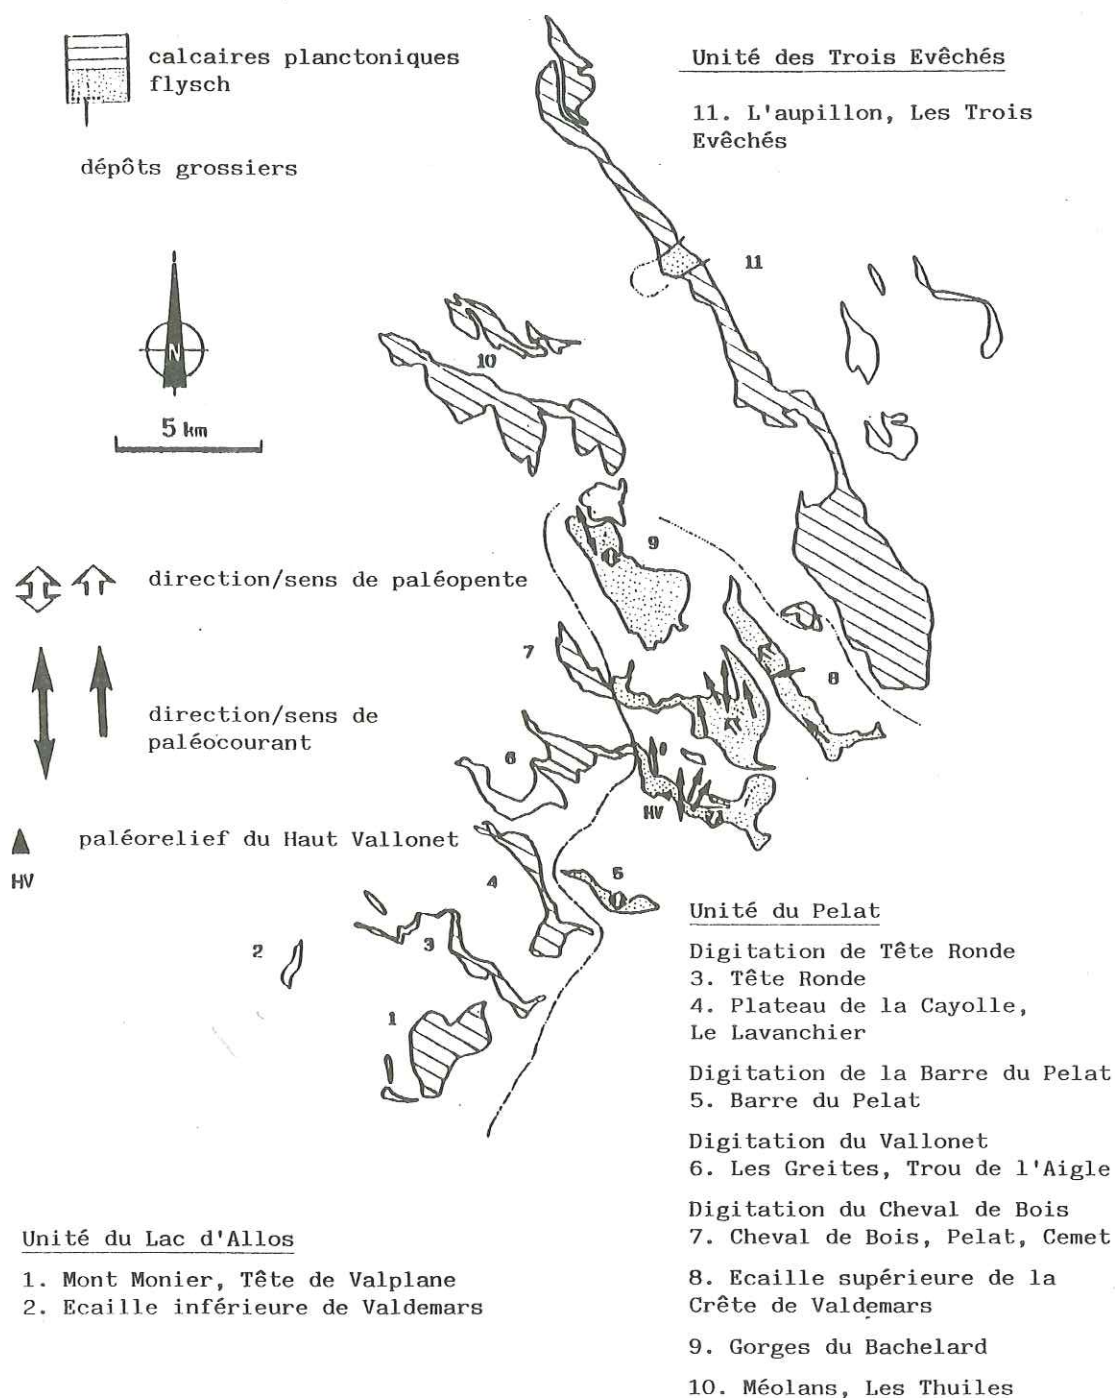 calcaires planctoniques
flysch
dépôts grossiers
Unité des Trois Evêchés
11. L'aupillon, Les Trois
Evêchés
N
5 km
11
10
9
direction/sens de paléopente
7
8
direction/sens de
paléocourant
6
HV
paléorelief du Haut Vallonet
HV
4
5
3
2
1
Unité du Pelat
Digitation de Tête Ronde
3. Tête Ronde
4. Plateau de la Cayolle,
Le Lavanchier
Digitation de la Barre du Pelat
5. Barre du Pelat
Digitation du Vallonet
6. Les Greites, Trou de l'Aigle
Digitation du Cheval de Bois
7. Cheval de Bois, Pelat, Cemet
8. Ecaille supérieure de la
Crête de Valdemars
9. Gorges du Bachelard
10. Méolans, Les Thuiles
Unité du Lac d'Allos
1. Mont Monier, Tête de Valplane
2. Ecaille inférieure de Valdemars